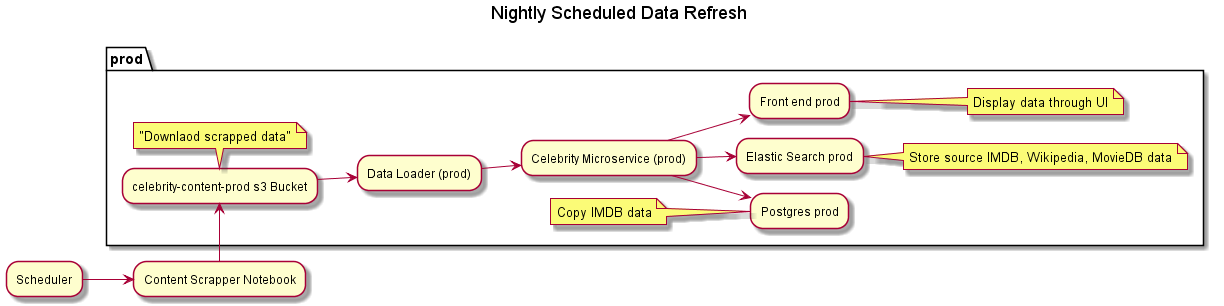 Nightly Scheduled Data Refresh
prod
"Downlaod scrapped data"
celebrity-content-prod s3 Bucket
Data Loader (prod)
Celebrity Microservice (prod)
Front end prod
Display data through UI
Elastic Search prod
Store source IMDB, Wikipedia, MovieDB data
Copy IMDB data
Postgres prod
Scheduler
Content Scrapper Notebook